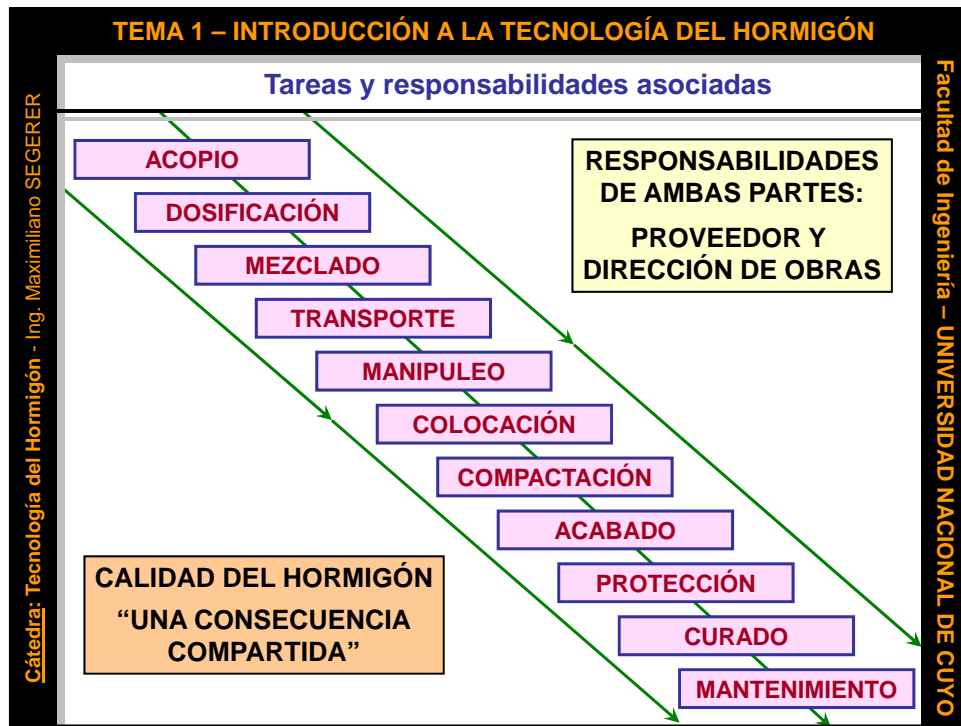 TEMA 1 – INTRODUCCIÓN A LA TECNOLOGÍA DEL HORMIGÓN
Tareas y responsabilidades asociadas
ACOPIO
DOSIFICACIÓN
MEZCLADO
TRANSPORTE
MANIPULEO
COLOCACIÓN
COMPACTACIÓN
ACABADO
PROTECCIÓN
CURADO
MANTENIMIENTO
RESPONSABILIDADES
DE AMBAS PARTES:
PROVEEDOR Y
DIRECCIÓN DE OBRAS
CALIDAD DEL HORMIGÓN
“UNA CONSECUENCIA
COMPARTIDA”
Cátedra: Tecnología del Hormigón - Ing. Maximiliano SEGERER
Facultad de Ingeniería – UNIVERSIDAD NACIONAL DE CUYO